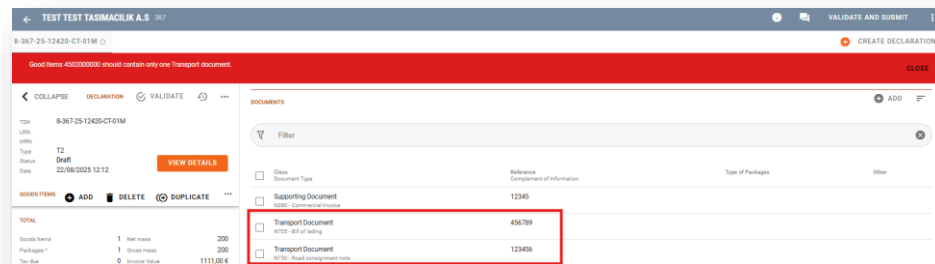 TEST TEST TASIMACILIK A.S 367
VALIDATE AND SUBMIT
8-367-25-12420-CT-01M
CREATE DECLARATION
Good Items 4502000000 should contain only one Transport document.
CLOSE
COLLAPSE DECLARATION VALIDATE
TSN 8-367-25-12420-CT-01M
LRN
MRN
Type T2
Status Draft
Date 22/08/2025 12:12
VIEW DETAILS
GOODS ITEMS ADD DELETE DUPLICATE
TOTAL
Goods Items 1 Net mass 200
Packages * 1 Gross mass 200
Tax due 0 Invoice Value 1111,00 €
DOCUMENTS
ADD
Filter
Class Reference Type of Packages Other
Document Type Complement of Information
Supporting Document 12345
N380 - Commercial Invoice
Transport Document 456789
N705 - Bill of lading
Transport Document 123456
N730 - Road consignment note